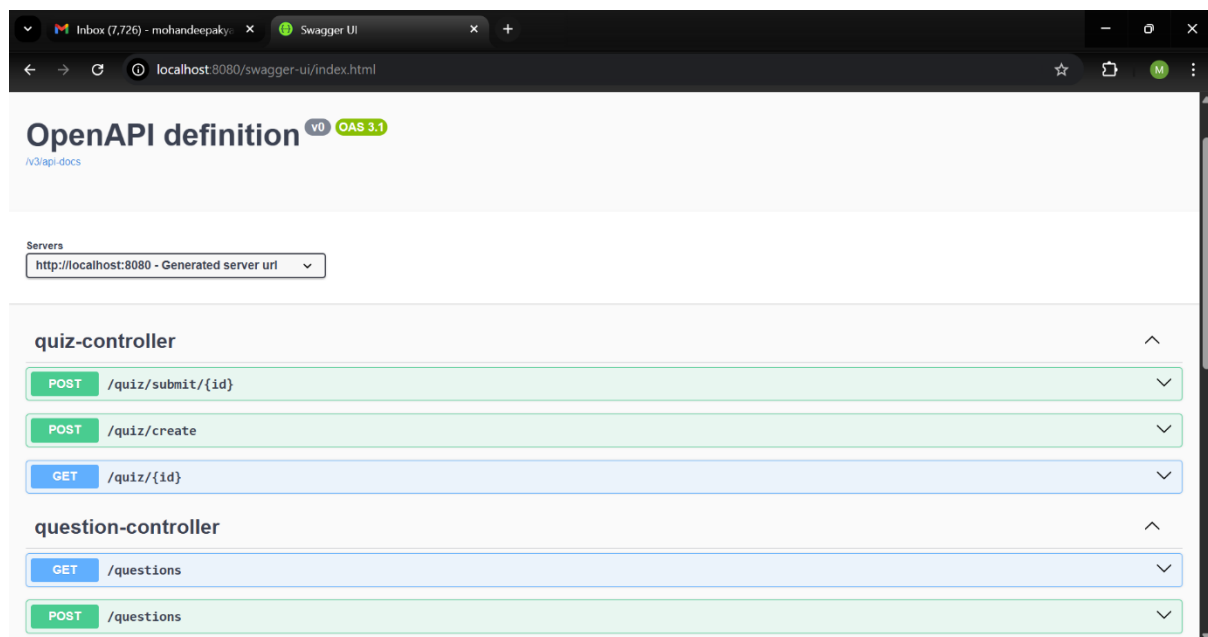 Inbox (7,726) - mohandeepakya Swagger UI
localhost:8080/swagger-ui/index.html M
OpenAPI definition v0 OAS 3.1
/v3/api-docs
Servers
http://localhost:8080 - Generated server url
quiz-controller
POST /quiz/submit/{id}
POST /quiz/create
GET /quiz/{id}
question-controller
GET /questions
POST /questions